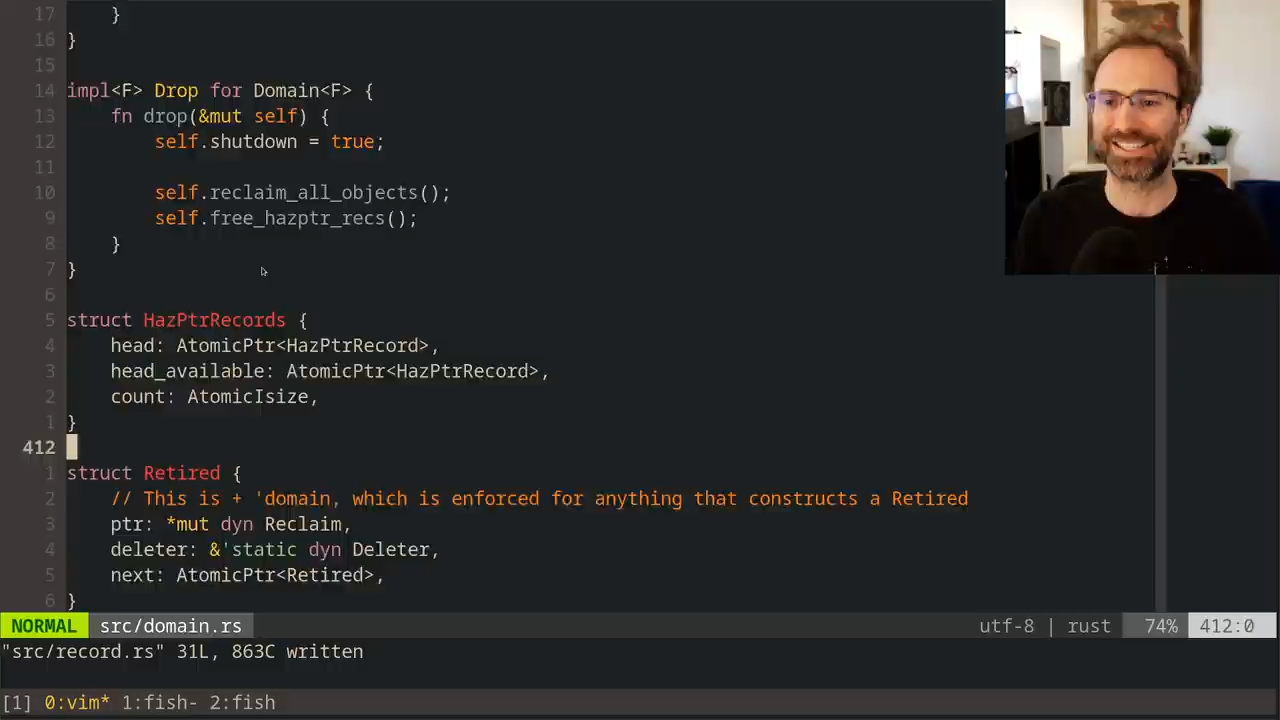 17     }
16 }
15
14 impl<F> Drop for Domain<F> {
13     fn drop(&mut self) {
12         self.shutdown = true;
11
10         self.reclaim_all_objects();
9         self.free_hazptr_recs();
8     }
7 }
6
5 struct HazPtrRecords {
4     head: AtomicPtr<HazPtrRecord>,
3     head_available: AtomicPtr<HazPtrRecord>,
2     count: AtomicIsize,
1 }
412
1 struct Retired {
2     // This is + 'domain, which is enforced for anything that constructs a Retired
3     ptr: *mut dyn Reclaim,
4     deleter: &'static dyn Deleter,
5     next: AtomicPtr<Retired>,
6 }
NORMAL src/domain.rs utf-8 | rust 74% 412:0
"src/record.rs" 31L, 863C written
[1] 0:vim* 1:fish- 2:fish